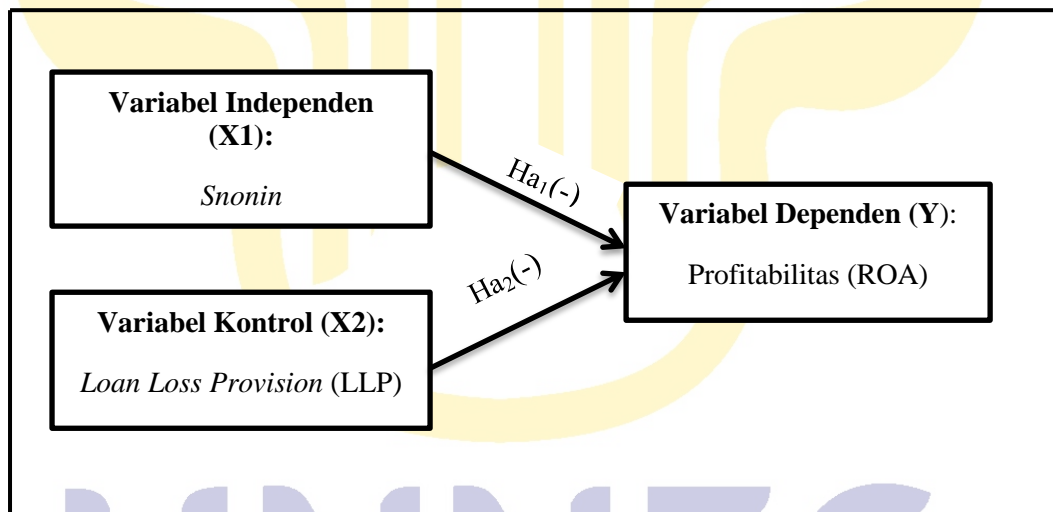 Variabel Independen
(X1):
Snonin
Ha₁(-)
Variabel Dependen (Y):
Profitabilitas (ROA)
Ha₂(-)
Variabel Kontrol (X2):
Loan Loss Provision (LLP)